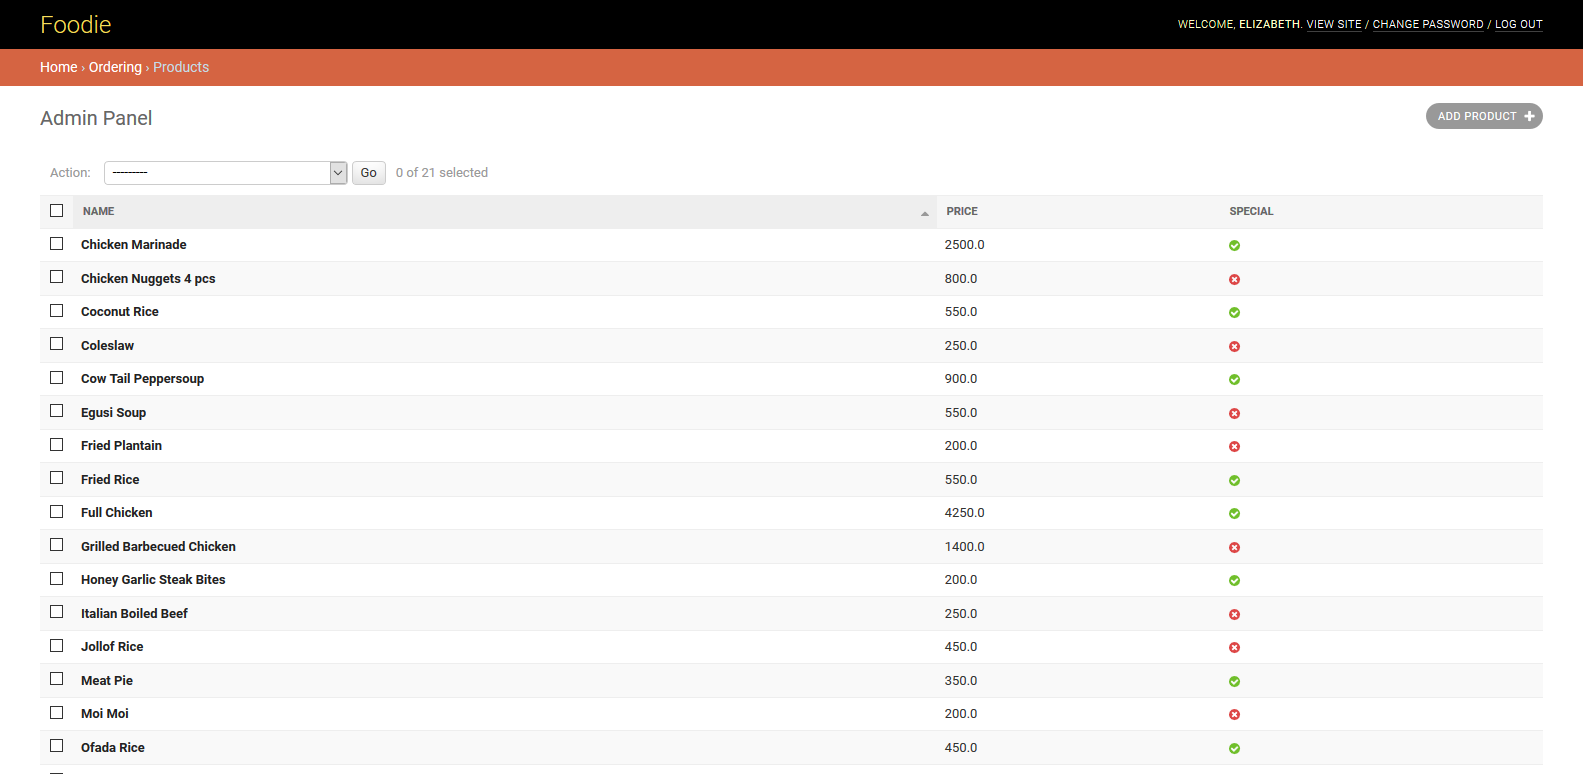 Foodie
WELCOME, ELIZABETH. VIEW SITE / CHANGE PASSWORD / LOG OUT
Home › Ordering › Products
Admin Panel
ADD PRODUCT
Action: --------- Go 0 of 21 selected
NAME PRICE SPECIAL
Chicken Marinade 2500.0
Chicken Nuggets 4 pcs 800.0
Coconut Rice 550.0
Coleslaw 250.0
Cow Tail Peppersoup 900.0
Egusi Soup 550.0
Fried Plantain 200.0
Fried Rice 550.0
Full Chicken 4250.0
Grilled Barbecued Chicken 1400.0
Honey Garlic Steak Bites 200.0
Italian Boiled Beef 250.0
Jollof Rice 450.0
Meat Pie 350.0
Moi Moi 200.0
Ofada Rice 450.0